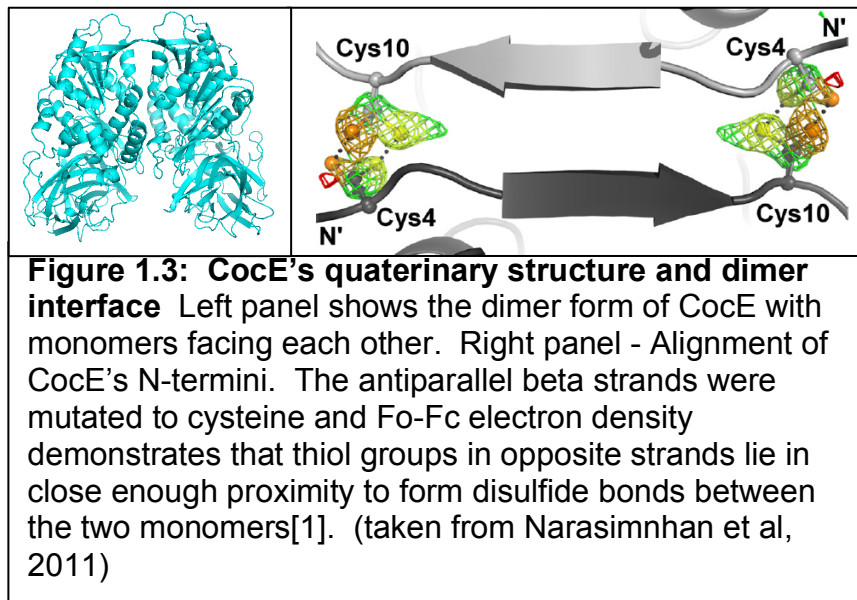 Cys10
Cys4
N'
Cys4
N'
Cys10
Figure 1.3:  CocE's quaterinary structure and dimer
interface  Left panel shows the dimer form of CocE with
monomers facing each other.  Right panel - Alignment of
CocE's N-termini.  The antiparallel beta strands were
mutated to cysteine and Fo-Fc electron density
demonstrates that thiol groups in opposite strands lie in
close enough proximity to form disulfide bonds between
the two monomers[1].  (taken from Narasimnhan et al,
2011)